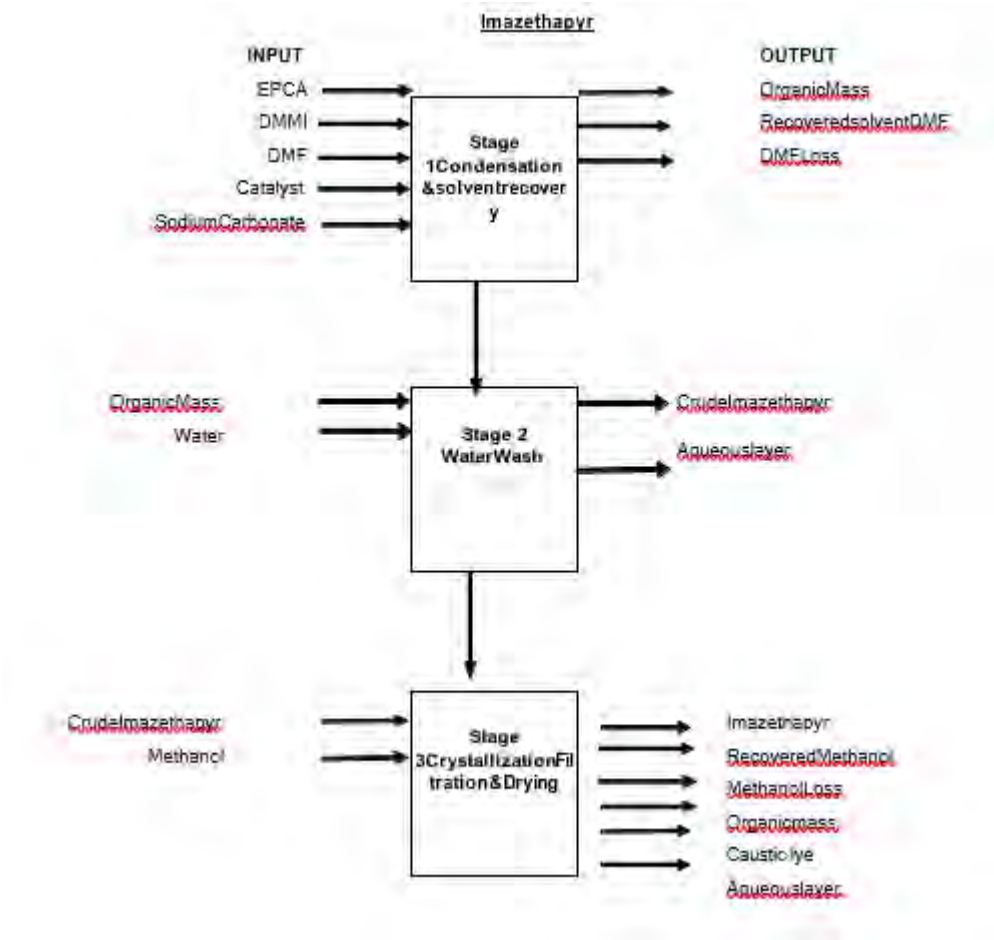 Imazethapyr
INPUT
OUTPUT
EPCA
DMMI
DMF
Catalyst
SodiumCarbonate
Stage
1Condensation
&solventrecover
y
OrganicMass
RecoveredsolventDMF
DMFLoss
OrganicMass
Water
Stage 2
WaterWash
CrudeImazethapyr
Aqueouslayer
CrudeImazethapyr
Methanol
Stage
3CrystallizationFil
tration&Drying
Imazethapyr
RecoveredMethanol
MethanolLoss
Organicmass
Causticlye
Aqueouslayer